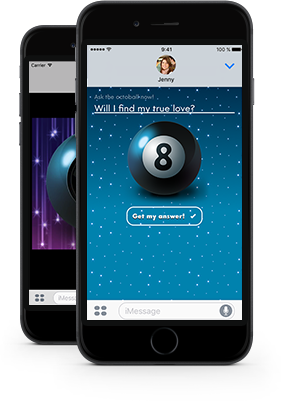 Carrier
9:41
100 %
Jenny
Ask the octoball now!
Will I find my true love?
8
Get my answer!
iMessage
iMess